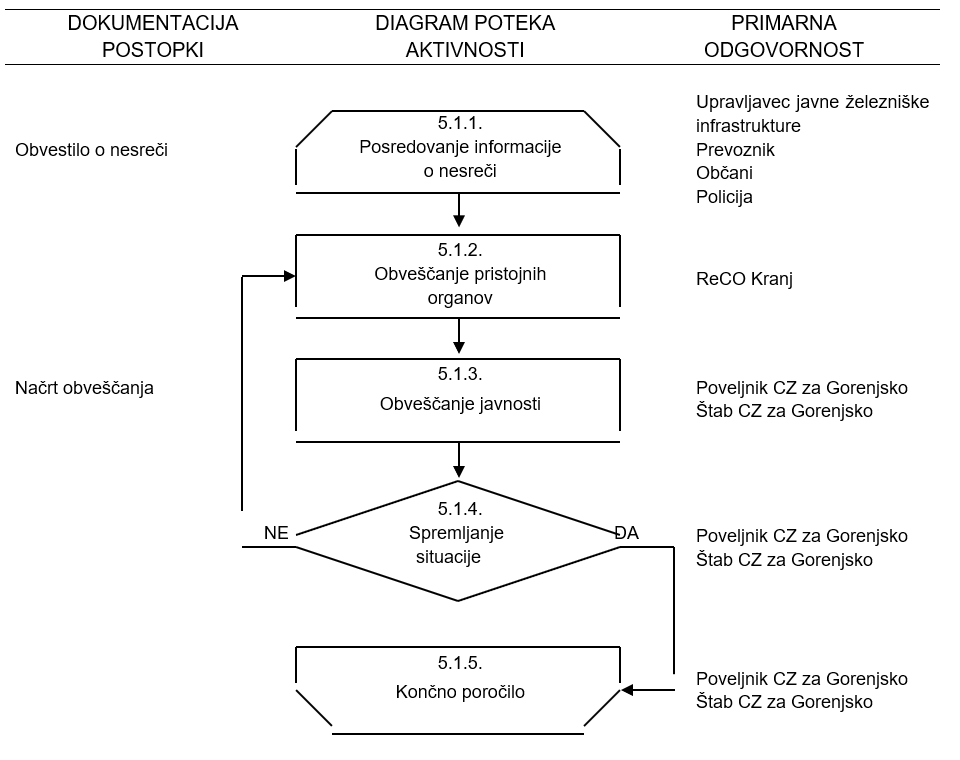 DOKUMENTACIJA
POSTOPKI
DIAGRAM POTEKA
AKTIVNOSTI
PRIMARNA
ODGOVORNOST
Obvestilo o nesreči
5.1.1.
Posredovanje informacije
o nesreči
Upravljavec javne železniške
infrastrukture
Prevoznik
Občani
Policija
5.1.2.
Obveščanje pristojnih
organov
ReCO Kranj
Načrt obveščanja
5.1.3.
Obveščanje javnosti
Poveljnik CZ za Gorenjsko
Štab CZ za Gorenjsko
NE
5.1.4.
Spremljanje
situacije
DA
Poveljnik CZ za Gorenjsko
Štab CZ za Gorenjsko
5.1.5.
Končno poročilo
Poveljnik CZ za Gorenjsko
Štab CZ za Gorenjsko